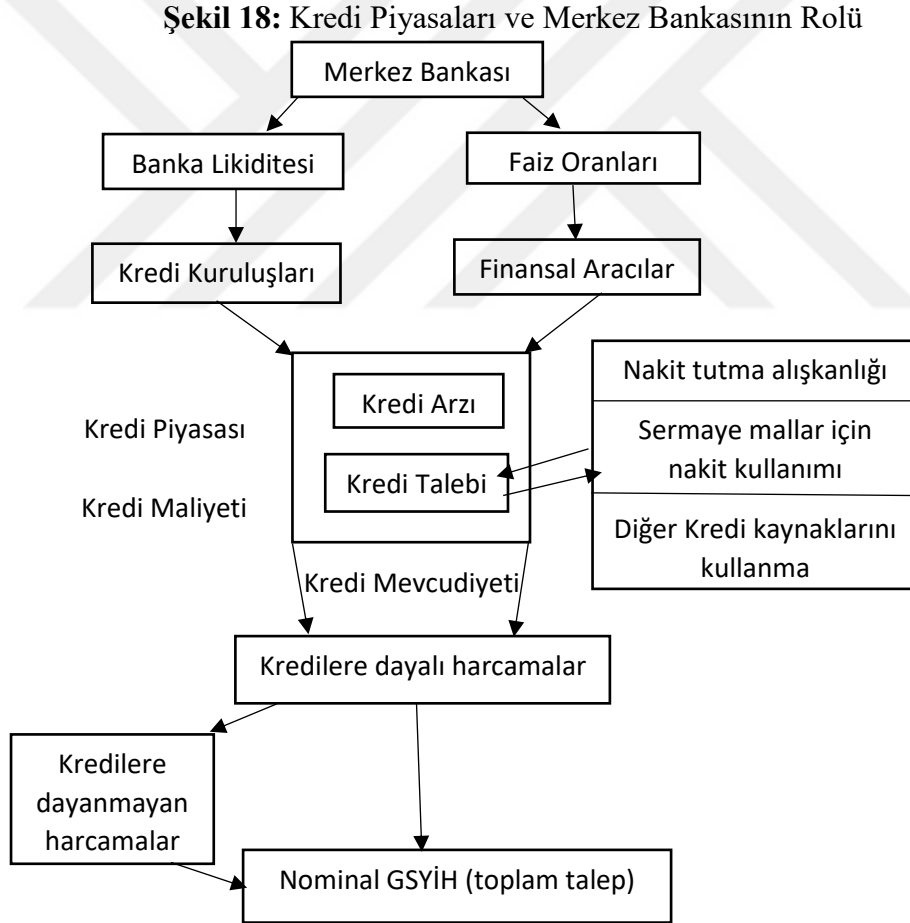 Şekil 18: Kredi Piyasaları ve Merkez Bankasının Rolü
Merkez Bankası
Banka Likiditesi
Faiz Oranları
Kredi Kuruluşları
Finansal Aracılar
Kredi Arzı
Kredi Talebi
Kredi Piyasası
Kredi Maliyeti
Nakit tutma alışkanlığı
Sermaye mallar için
nakit kullanımı
Diğer Kredi kaynaklarını
kullanma
Kredi Mevcudiyeti
Kredilere dayalı harcamalar
Kredilere
dayanmayan
harcamalar
Nominal GSYİH (toplam talep)